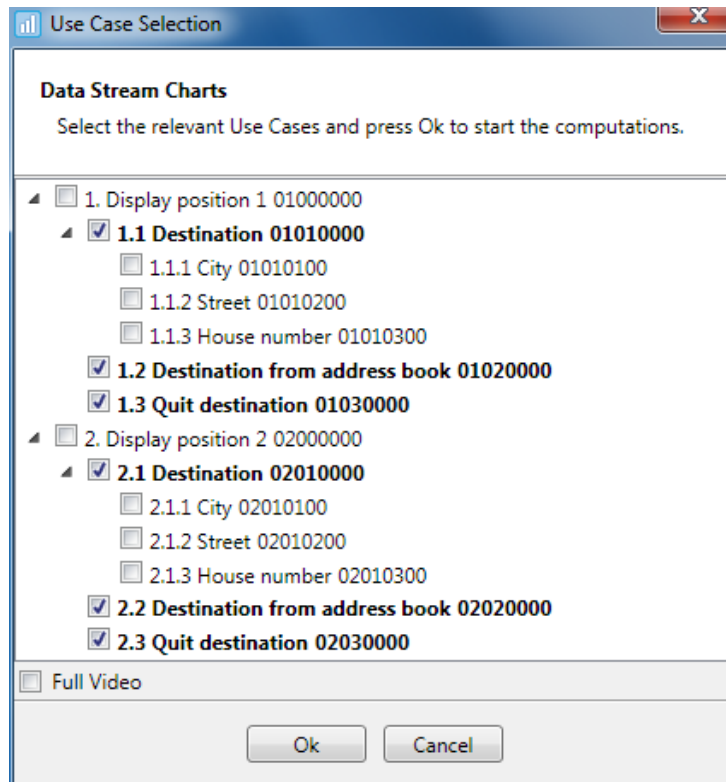 Use Case Selection
Data Stream Charts
Select the relevant Use Cases and press Ok to start the computations.
1. Display position 1 01000000
1.1 Destination 01010000
1.1.1 City 01010100
1.1.2 Street 01010200
1.1.3 House number 01010300
1.2 Destination from address book 01020000
1.3 Quit destination 01030000
2. Display position 2 02000000
2.1 Destination 02010000
2.1.1 City 02010100
2.1.2 Street 02010200
2.1.3 House number 02010300
2.2 Destination from address book 02020000
2.3 Quit destination 02030000
Full Video
Ok Cancel